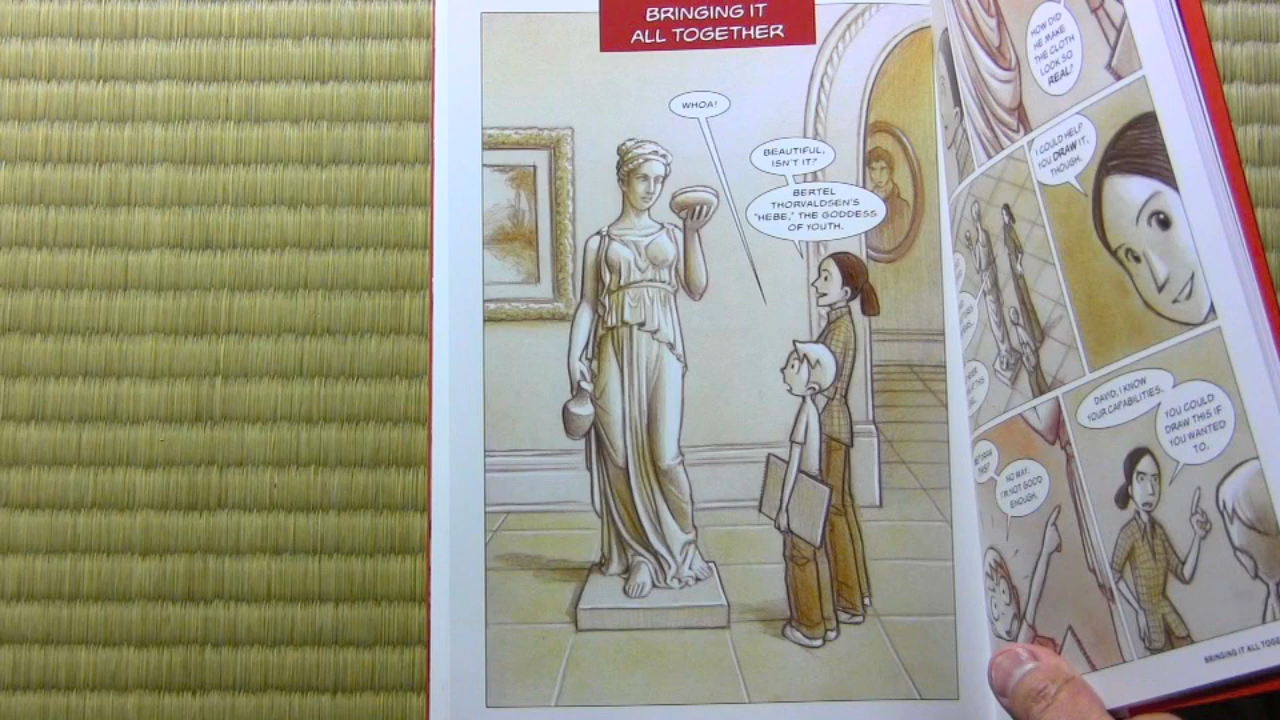 BRINGING IT
ALL TOGETHER
WHOA!
BEAUTIFUL,
ISN'T IT?
BERTEL
THORVALDSEN'S
"HEBE," THE GODDESS
OF YOUTH.
HOW DID
HE MAKE
THE CLOTH
LOOK SO
REAL?
I COULD HELP
YOU DRAW IT,
THOUGH.
NO WAY.
I'M NOT GOOD
ENOUGH.
DAVID, I KNOW
YOUR CAPABILITIES.
YOU COULD
DRAW THIS IF
YOU WANTED
TO.
BRINGING IT ALL